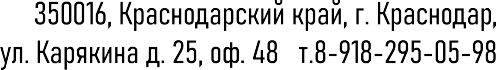 350016, Краснодарский край, г. Краснодар,
ул. Карякина д. 25, оф. 48 т.8-918-295-05-98